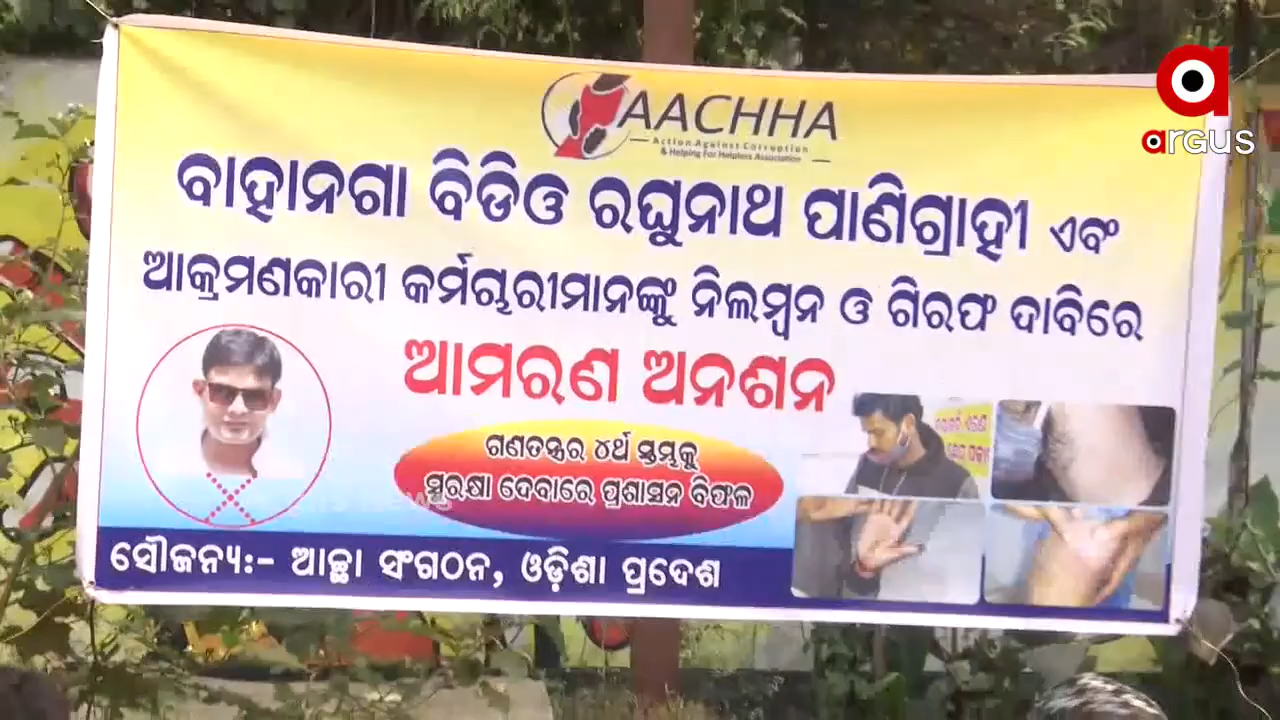 AACHHA
Action Against Corruption
& Helping For Helpless Association
argus
ବାହାନଗା ବିଡିଓ ରଘୁନାଥ ପାଣିଗ୍ରାହୀ ଏବଂ
ଆକ୍ରମଣକାରୀ କର୍ମଚାରୀମାନଙ୍କୁ ନିଲମ୍ବନ ଓ ଗିରଫ ଦାବିରେ
ଆମରଣ ଅନଶନ
ଗଣତନ୍ତ୍ରର ୪ର୍ଥ ସ୍ତମ୍ଭକୁ
ସୁରକ୍ଷା ଦେବାରେ ପ୍ରଶାସନ ବିଫଳ
ସୌଜନ୍ୟ:- ଆଚ୍ଛା ସଂଗଠନ, ଓଡ଼ିଶା ପ୍ରଦେଶ